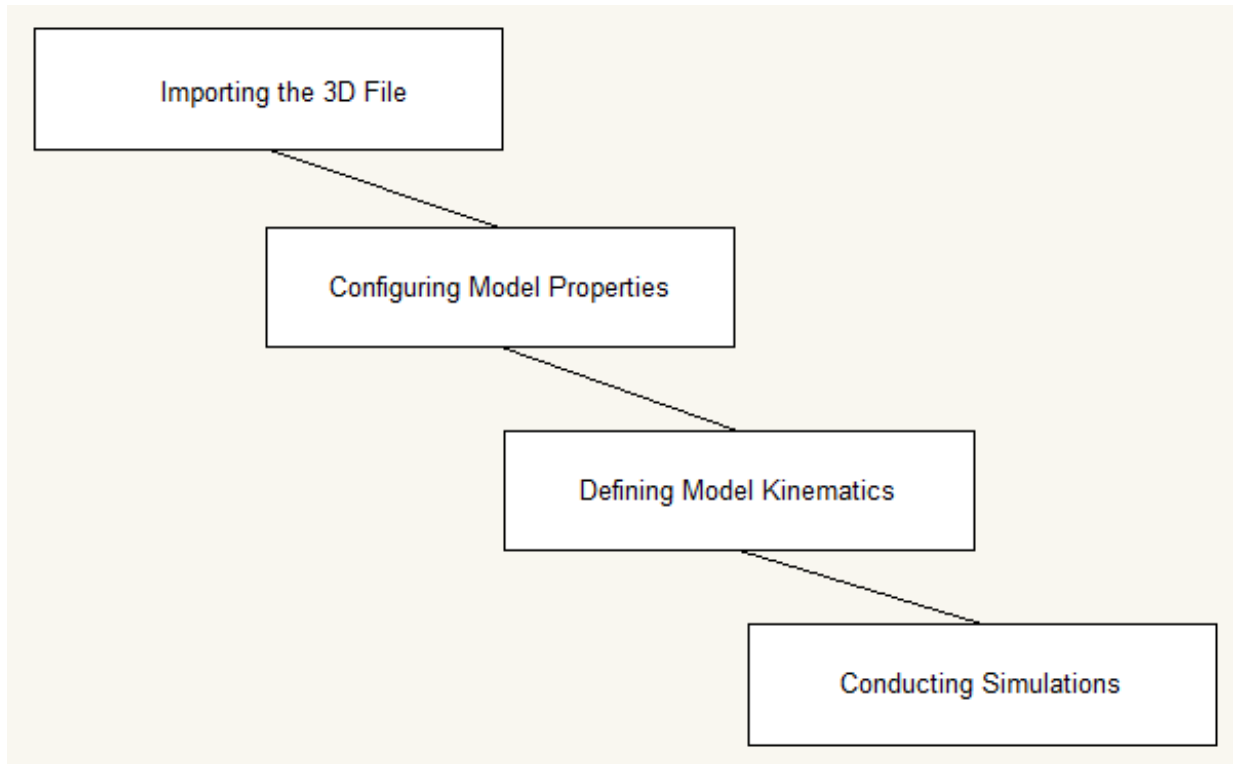 Importing the 3D File
Configuring Model Properties
Defining Model Kinematics
Conducting Simulations